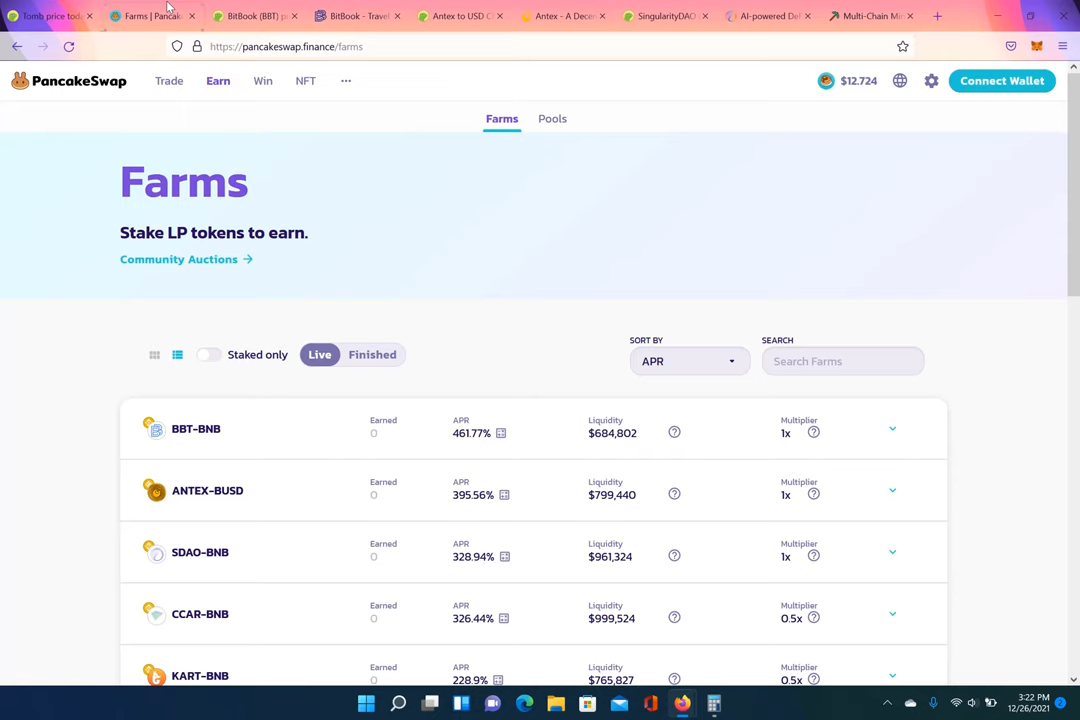 Tomb price tod
Farms | Pancak
BitBook (BBT) p
BitBook - Travel
Antex to USD C
Antex - A Decen
SingularityDAO
AI-powered De
Multi-Chain Min
https://pancakeswap.finance/farms
PancakeSwap
Trade
Earn
Win
NFT
$12.724
Connect Wallet
Farms
Pools
Farms
Stake LP tokens to earn.
Community Auctions
Staked only
Live
Finished
SORT BY
APR
SEARCH
Search Farms
BBT-BNB
Earned
0
APR
461.77%
Liquidity
$684,802
Multiplier
1x
ANTEX-BUSD
Earned
0
APR
395.56%
Liquidity
$799,440
Multiplier
1x
SDAO-BNB
Earned
0
APR
328.94%
Liquidity
$961,324
Multiplier
1x
CCAR-BNB
Earned
0
APR
326.44%
Liquidity
$999,524
Multiplier
0.5x
KART-BNB
Earned
0
APR
228.9%
Liquidity
$765,827
Multiplier
0.5x
3:22 PM
12/26/2021
2